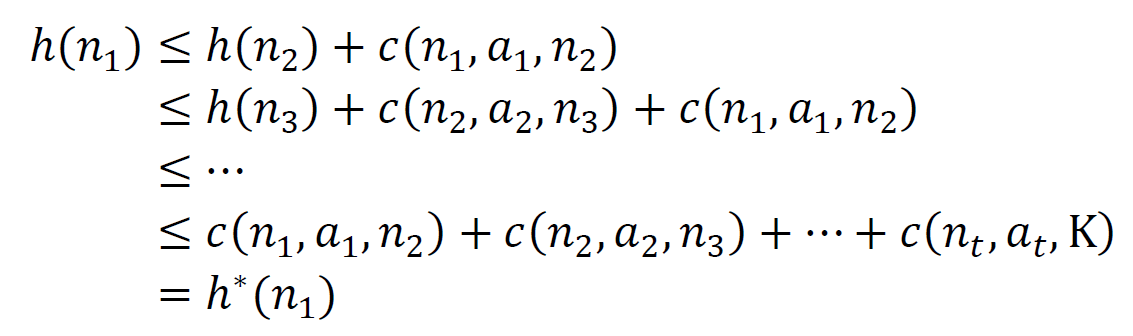 h(n₁) ≤ h(n₂) + c(n₁, a₁, n₂)
≤ h(n₃) + c(n₂, a₂, n₃) + c(n₁, a₁, n₂)
≤ ⋯
≤ c(n₁, a₁, n₂) + c(n₂, a₂, n₃) + ⋯ + c(nₜ, aₜ, K)
= h*(n₁)